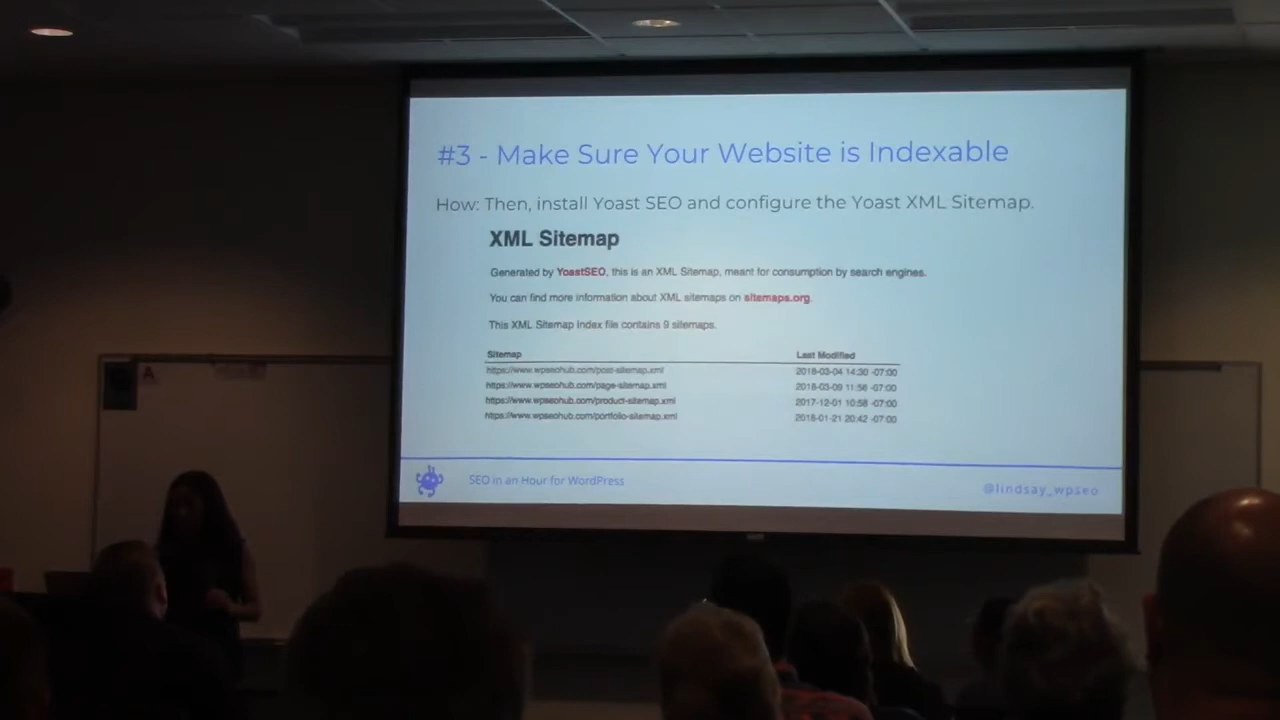 #3 - Make Sure Your Website is Indexable
How: Then, install Yoast SEO and configure the Yoast XML Sitemap.
XML Sitemap
Generated by YoastSEO, this is an XML Sitemap, meant for consumption by search engines.
You can find more information about XML sitemaps on sitemaps.org.
This XML Sitemap Index file contains 9 sitemaps.
Sitemap Last Modified
https://www.wpseohub.com/post-sitemap.xml 2018-03-04 14:30 -07:00
https://www.wpseohub.com/page-sitemap.xml 2018-03-09 11:56 -07:00
https://www.wpseohub.com/product-sitemap.xml 2017-12-01 10:58 -07:00
https://www.wpseohub.com/portfolio-sitemap.xml 2018-01-21 20:42 -07:00
A
SEO in an Hour for WordPress
@lindsay_wpseo